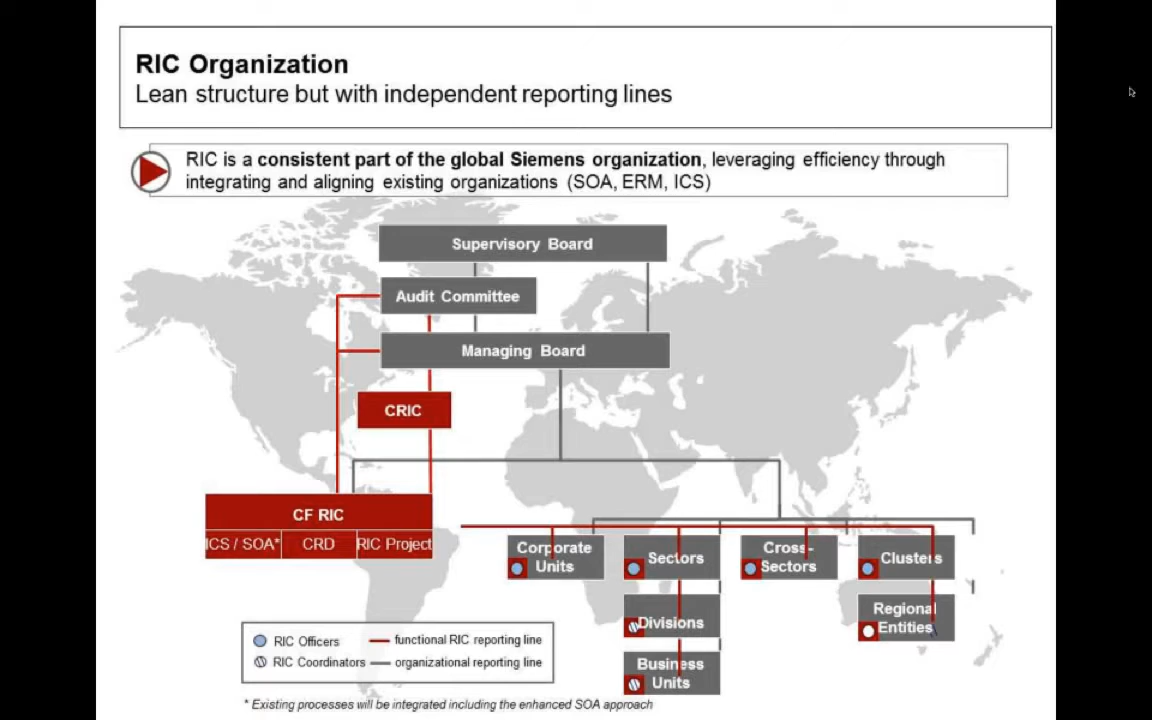 RIC Organization
Lean structure but with independent reporting lines
RIC is a consistent part of the global Siemens organization, leveraging efficiency through
integrating and aligning existing organizations (SOA, ERM, ICS)
Supervisory Board
Audit Committee
Managing Board
CRIC
CF RIC
ICS / SOA*
CRD
RIC Project
Corporate
Units
Sectors
Cross-
Sectors
Clusters
Divisions
Regional
Entities
Business
Units
RIC Officers
functional RIC reporting line
RIC Coordinators
organizational reporting line
* Existing processes will be integrated including the enhanced SOA approach